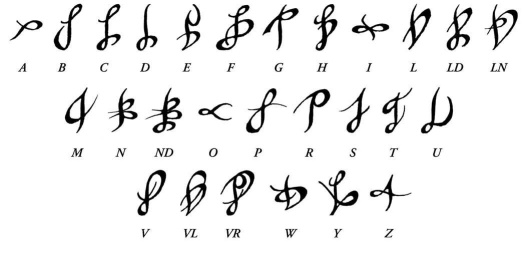 A B C D E F G H I L LD LN
M N ND O P R S T U
V VL VR W Y Z